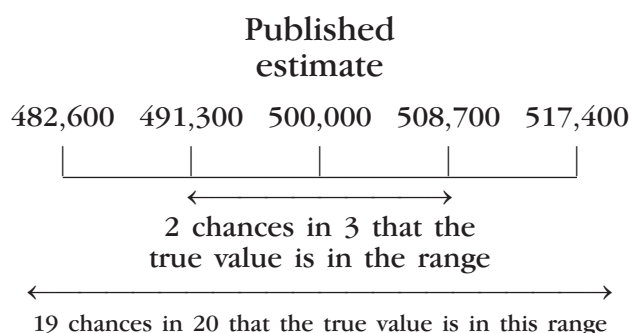 Published
estimate
482,600 491,300 500,000 508,700 517,400
2 chances in 3 that the
true value is in the range
19 chances in 20 that the true value is in this range